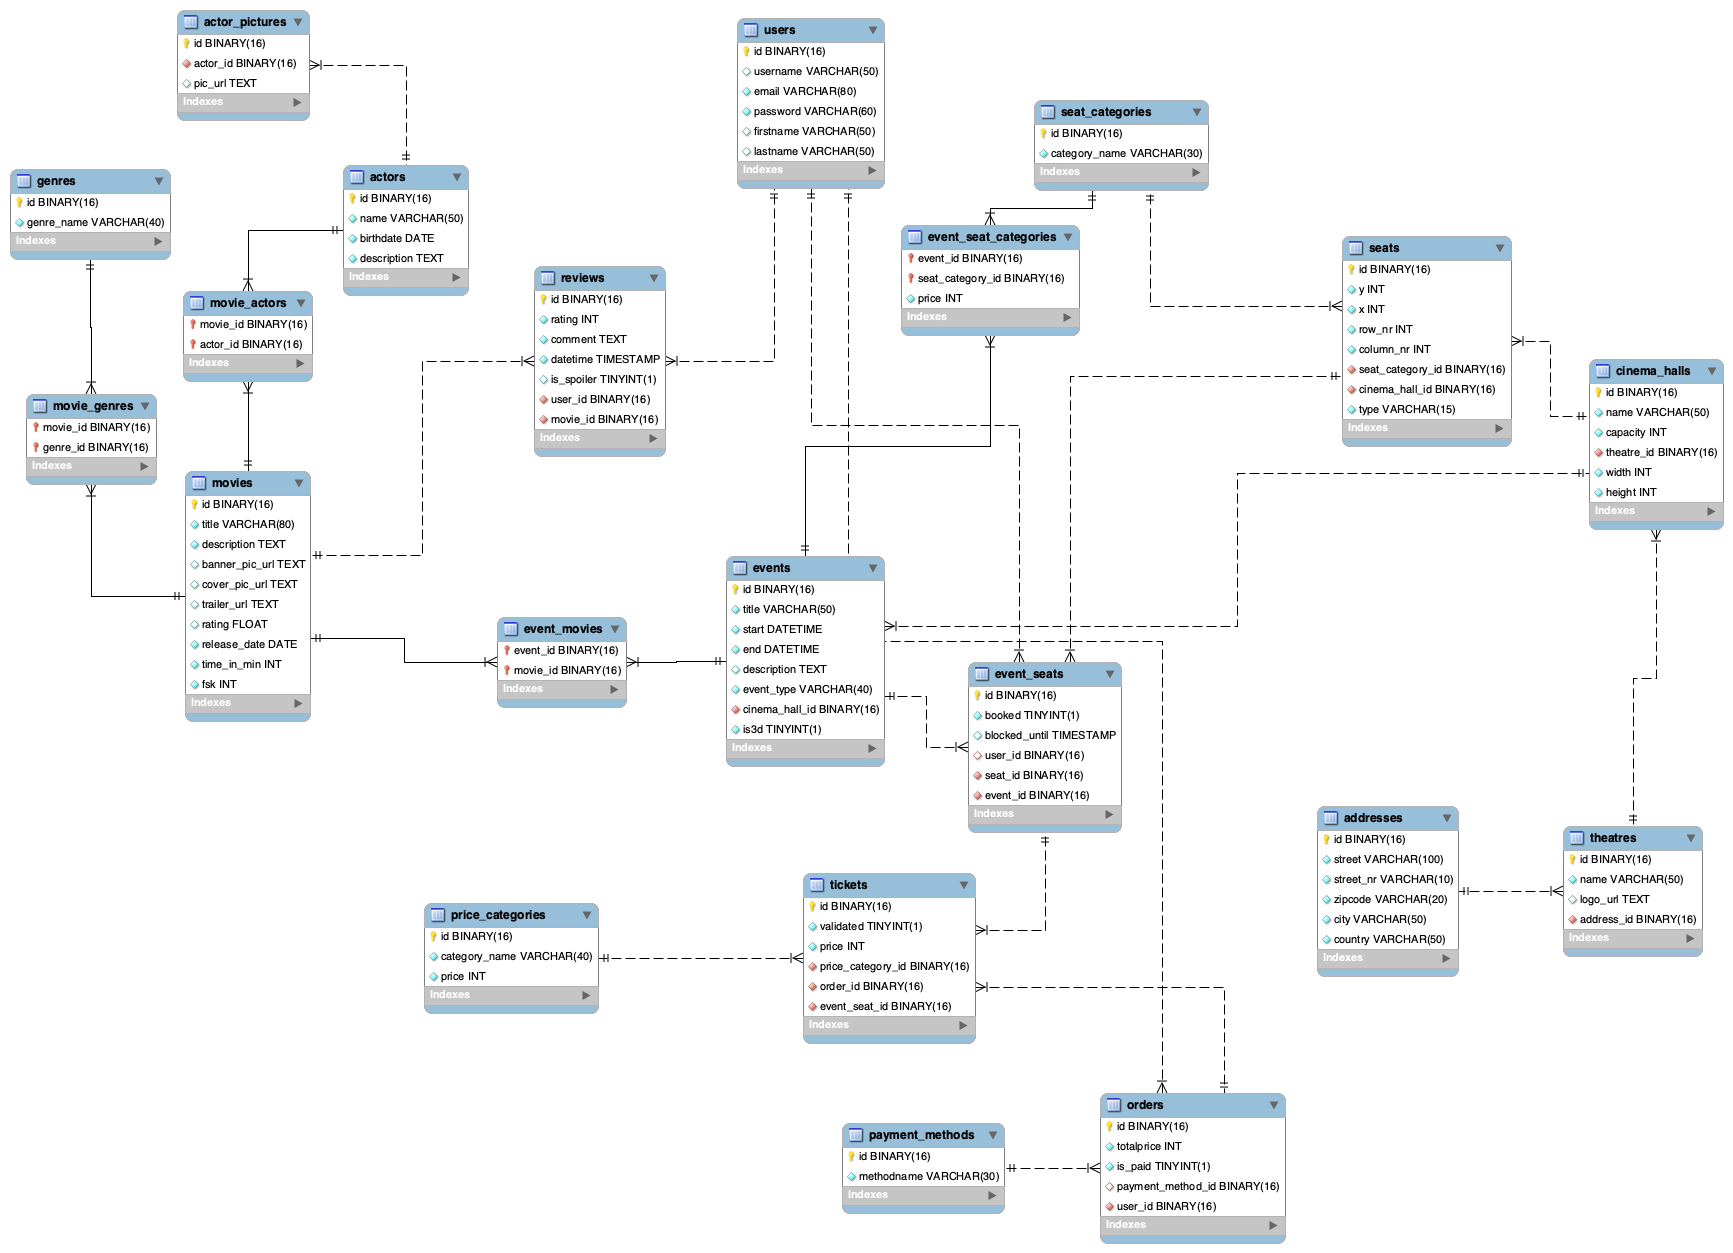 actor_pictures
id BINARY(16)
actor_id BINARY(16)
pic_url TEXT
Indexes
users
id BINARY(16)
username VARCHAR(50)
email VARCHAR(80)
password VARCHAR(60)
firstname VARCHAR(50)
lastname VARCHAR(50)
Indexes
seat_categories
id BINARY(16)
category_name VARCHAR(30)
Indexes
genres
id BINARY(16)
genre_name VARCHAR(40)
Indexes
actors
id BINARY(16)
name VARCHAR(50)
birthdate DATE
description TEXT
Indexes
event_seat_categories
event_id BINARY(16)
seat_category_id BINARY(16)
price INT
Indexes
seats
id BINARY(16)
y INT
x INT
row_nr INT
column_nr INT
seat_category_id BINARY(16)
cinema_hall_id BINARY(16)
type VARCHAR(15)
Indexes
reviews
id BINARY(16)
rating INT
comment TEXT
datetime TIMESTAMP
is_spoiler TINYINT(1)
user_id BINARY(16)
movie_id BINARY(16)
Indexes
movie_actors
movie_id BINARY(16)
actor_id BINARY(16)
Indexes
cinema_halls
id BINARY(16)
name VARCHAR(50)
capacity INT
theatre_id BINARY(16)
width INT
height INT
Indexes
movie_genres
movie_id BINARY(16)
genre_id BINARY(16)
Indexes
movies
id BINARY(16)
title VARCHAR(80)
description TEXT
banner_pic_url TEXT
cover_pic_url TEXT
trailer_url TEXT
rating FLOAT
release_date DATE
time_in_min INT
fsk INT
Indexes
events
id BINARY(16)
title VARCHAR(50)
start DATETIME
end DATETIME
description TEXT
event_type VARCHAR(40)
cinema_hall_id BINARY(16)
is3d TINYINT(1)
Indexes
event_movies
event_id BINARY(16)
movie_id BINARY(16)
Indexes
event_seats
id BINARY(16)
booked TINYINT(1)
blocked_until TIMESTAMP
user_id BINARY(16)
seat_id BINARY(16)
event_id BINARY(16)
Indexes
addresses
id BINARY(16)
street VARCHAR(100)
street_nr VARCHAR(10)
zipcode VARCHAR(20)
city VARCHAR(50)
country VARCHAR(50)
Indexes
theatres
id BINARY(16)
name VARCHAR(50)
logo_url TEXT
address_id BINARY(16)
Indexes
tickets
id BINARY(16)
validated TINYINT(1)
price INT
price_category_id BINARY(16)
order_id BINARY(16)
event_seat_id BINARY(16)
Indexes
price_categories
id BINARY(16)
category_name VARCHAR(40)
price INT
Indexes
orders
id BINARY(16)
totalprice INT
is_paid TINYINT(1)
payment_method_id BINARY(16)
user_id BINARY(16)
Indexes
payment_methods
id BINARY(16)
methodname VARCHAR(30)
Indexes